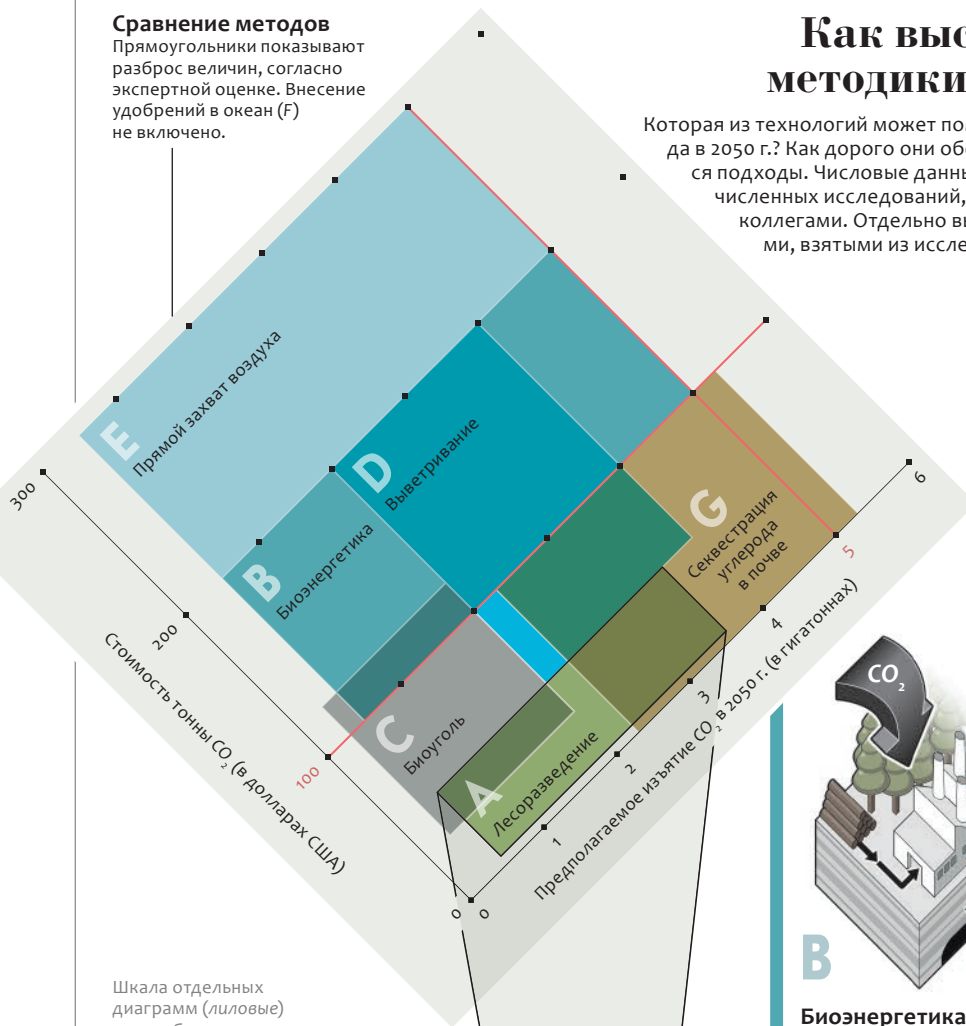 Сравнение методов
Прямоугольники показывают
разброс величин, согласно
экспертной оценке. Внесение
удобрений в океан (F)
не включено.
Как выс
методики
Которая из технологий может по
да в 2050 г.? Как дорого они об
ся подходы. Числовые данн
численных исследований,
коллегами. Отдельно в
ми, взятыми из иссле
E
Прямой захват воздуха
D
Выветривание
B
Биоэнергетика
G
Секвестрация
углерода
в почве
C
Биоуголь
A
Лесоразведение
300
200
100
0
Стоимость тонны CO2 (в долларах США)
0
1
2
3
4
5
6
Предполагаемое изъятие CO2 в 2050 г. (в гигатоннах)
CO2
B
Биоэнергетика
Шкала отдельных
диаграмм (лиловые)